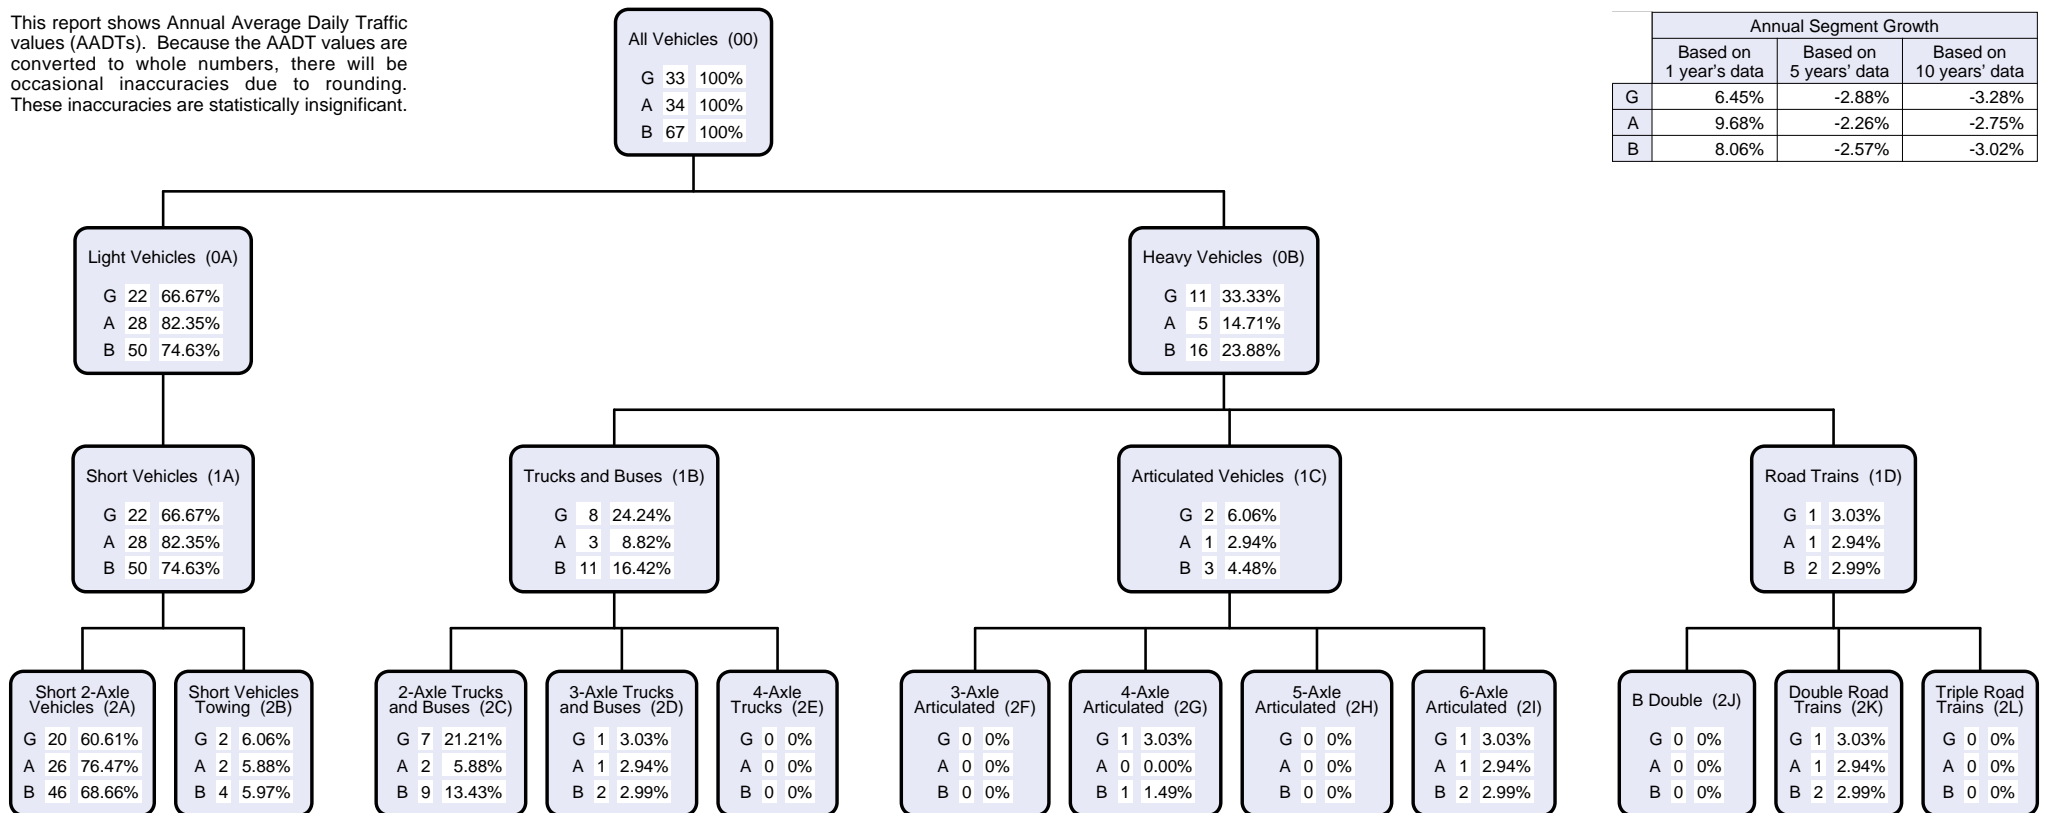 This report shows Annual Average Daily Traffic
values (AADTs). Because the AADT values are
converted to whole numbers, there will be
occasional inaccuracies due to rounding.
These inaccuracies are statistically insignificant.
All Vehicles (00)
G 33 100%
A 34 100%
B 67 100%
Annual Segment Growth
Based on 1 year's data Based on 5 years' data Based on 10 years' data
G 6.45% -2.88% -3.28%
A 9.68% -2.26% -2.75%
B 8.06% -2.57% -3.02%
Light Vehicles (0A)
G 22 66.67%
A 28 82.35%
B 50 74.63%
Heavy Vehicles (0B)
G 11 33.33%
A 5 14.71%
B 16 23.88%
Short Vehicles (1A)
G 22 66.67%
A 28 82.35%
B 50 74.63%
Trucks and Buses (1B)
G 8 24.24%
A 3 8.82%
B 11 16.42%
Articulated Vehicles (1C)
G 2 6.06%
A 1 2.94%
B 3 4.48%
Road Trains (1D)
G 1 3.03%
A 1 2.94%
B 2 2.99%
Short 2-Axle
Vehicles (2A)
G 20 60.61%
A 26 76.47%
B 46 68.66%
Short Vehicles
Towing (2B)
G 2 6.06%
A 2 5.88%
B 4 5.97%
2-Axle Trucks
and Buses (2C)
G 7 21.21%
A 2 5.88%
B 9 13.43%
3-Axle Trucks
and Buses (2D)
G 1 3.03%
A 1 2.94%
B 2 2.99%
4-Axle
Trucks (2E)
G 0 0%
A 0 0%
B 0 0%
3-Axle
Articulated (2F)
G 0 0%
A 0 0%
B 0 0%
4-Axle
Articulated (2G)
G 1 3.03%
A 0 0.00%
B 1 1.49%
5-Axle
Articulated (2H)
G 0 0%
A 0 0%
B 0 0%
6-Axle
Articulated (2I)
G 1 3.03%
A 1 2.94%
B 2 2.99%
B Double (2J)
G 0 0%
A 0 0%
B 0 0%
Double Road
Trains (2K)
G 1 3.03%
A 1 2.94%
B 2 2.99%
Triple Road
Trains (2L)
G 0 0%
A 0 0%
B 0 0%